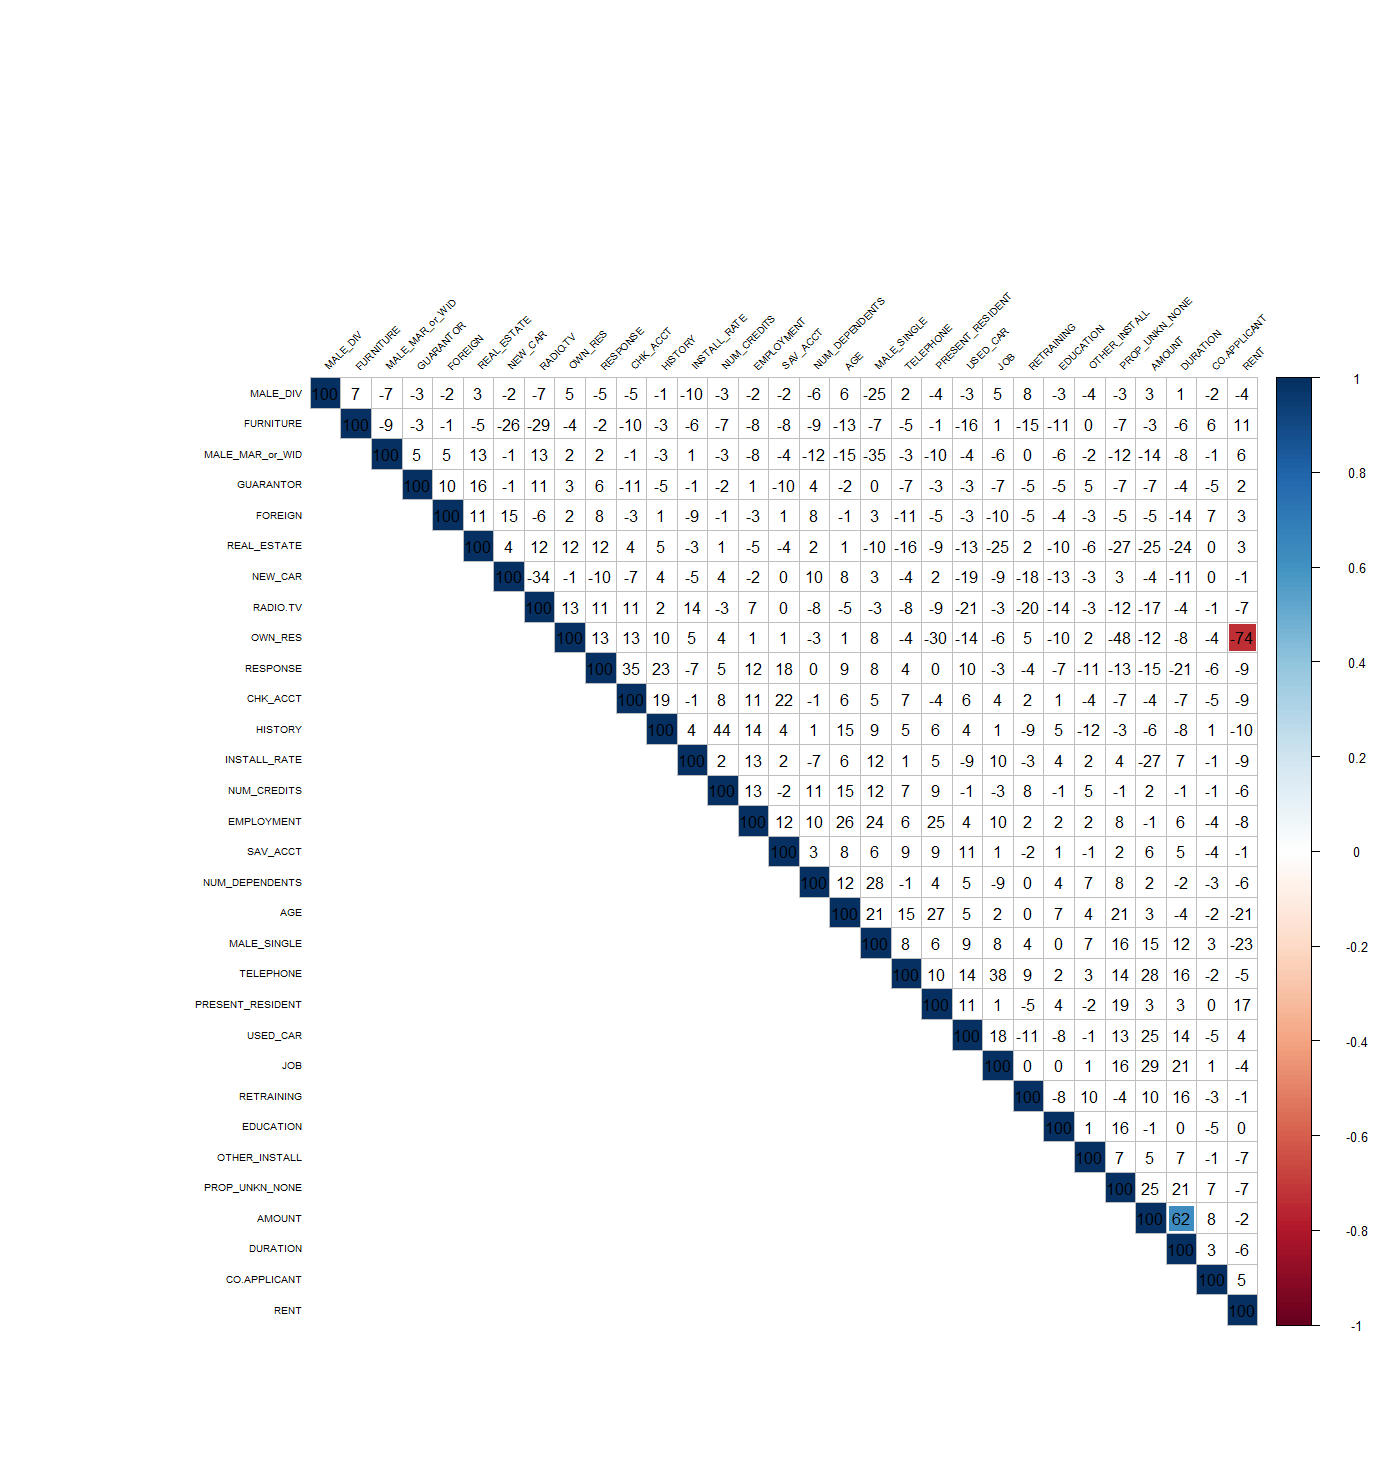 MALE_DIV FURNITURE MALE_MAR_or_WID GUARANTOR FOREIGN REAL_ESTATE NEW_CAR RADIO.TV OWN_RES RESPONSE CHK_ACCT HISTORY INSTALL_RATE NUM_CREDITS EMPLOYMENT SAV_ACCT NUM_DEPENDENTS AGE MALE_SINGLE TELEPHONE PRESENT_RESIDENT USED_CAR JOB RETRAINING EDUCATION OTHER_INSTALL PROP_UNKN_NONE AMOUNT DURATION CO.APPLICANT RENT
MALE_DIV 100 7 -7 -3 -2 3 -2 -7 5 -5 -5 -1 -10 -3 -2 -2 -6 6 -25 2 -4 -3 5 8 -3 -4 -3 3 1 -2 -4 1
FURNITURE 100 -9 -3 -1 -5 -26 -29 -4 -2 -10 -3 -6 -7 -8 -8 -9 -13 -7 -5 -1 -16 1 -15 -11 0 -7 -3 -6 6 11
MALE_MAR_or_WID 100 5 5 13 -1 13 2 2 -1 -3 1 -3 -8 -4 -12 -15 -35 -3 -10 -4 -6 0 -6 -2 -12 -14 -8 -1 6
0.8
GUARANTOR 100 10 16 -1 11 3 6 -11 -5 -1 -2 1 -10 4 -2 0 -7 -3 -3 -7 -5 -5 5 -7 -7 -4 -5 2
FOREIGN 100 11 15 -6 2 8 -3 1 -9 -1 -3 1 8 -1 3 -11 -5 -3 -10 -5 -4 -3 -5 -5 -14 7 3
REAL_ESTATE 100 4 12 12 12 4 5 -3 1 -5 -4 2 1 -10 -16 -9 -13 -25 2 -10 -6 -27 -25 -24 0 3
0.6
NEW_CAR 100 -34 -1 -10 -7 4 -5 4 -2 0 10 8 3 -4 2 -19 -9 -18 -13 -3 3 -4 -11 0 -1
RADIO.TV 100 13 11 11 2 14 -3 7 0 -8 -5 -3 -8 -9 -21 -3 -20 -14 -3 -12 -17 -4 -1 -7
OWN_RES 100 13 13 10 5 4 1 1 -3 1 8 -4 -30 -14 -6 5 -10 2 -48 -12 -8 -4 -74
0.4
RESPONSE 100 35 23 -7 5 12 18 0 9 8 4 0 10 -3 -4 -7 -11 -13 -15 -21 -6 -9
CHK_ACCT 100 19 -1 8 11 22 -1 6 5 7 -4 6 4 2 1 -4 -7 -4 -7 -5 -9
HISTORY 100 4 44 14 4 1 15 9 5 6 4 1 -9 5 -12 -3 -6 -8 1 -10
INSTALL_RATE 100 2 13 2 -7 6 12 1 5 -9 10 -3 4 2 4 -27 7 -1 -9 0.2
NUM_CREDITS 100 13 -2 11 15 12 7 9 -1 -3 8 -1 5 -1 2 -1 -1 -6
EMPLOYMENT 100 12 10 26 24 6 25 4 10 2 2 2 8 -1 6 -4 -8
SAV_ACCT 100 3 8 6 9 9 11 1 -2 1 -1 2 6 5 -4 -1 0
NUM_DEPENDENTS 100 12 28 -1 4 5 -9 0 4 7 8 2 -2 -3 -6
AGE 100 21 15 27 5 2 0 7 4 21 3 -4 -2 -21
MALE_SINGLE 100 8 6 9 8 4 0 7 16 15 12 3 -23 -0.2
TELEPHONE 100 10 14 38 9 2 3 14 28 16 -2 -5
PRESENT_RESIDENT 100 11 1 -5 4 -2 19 3 3 0 17
USED_CAR 100 18 -11 -8 -1 13 25 14 -5 4
-0.4
JOB 100 0 0 1 16 29 21 1 -4
RETRAINING 100 -8 10 -4 10 16 -3 -1
EDUCATION 100 1 16 -1 0 -5 0
-0.6
OTHER_INSTALL 100 7 5 7 -1 -7
PROP_UNKN_NONE 100 25 21 7 -7
AMOUNT 100 62 8 -2
-0.8
DURATION 100 3 -6
CO.APPLICANT 100 5
RENT 100
-1